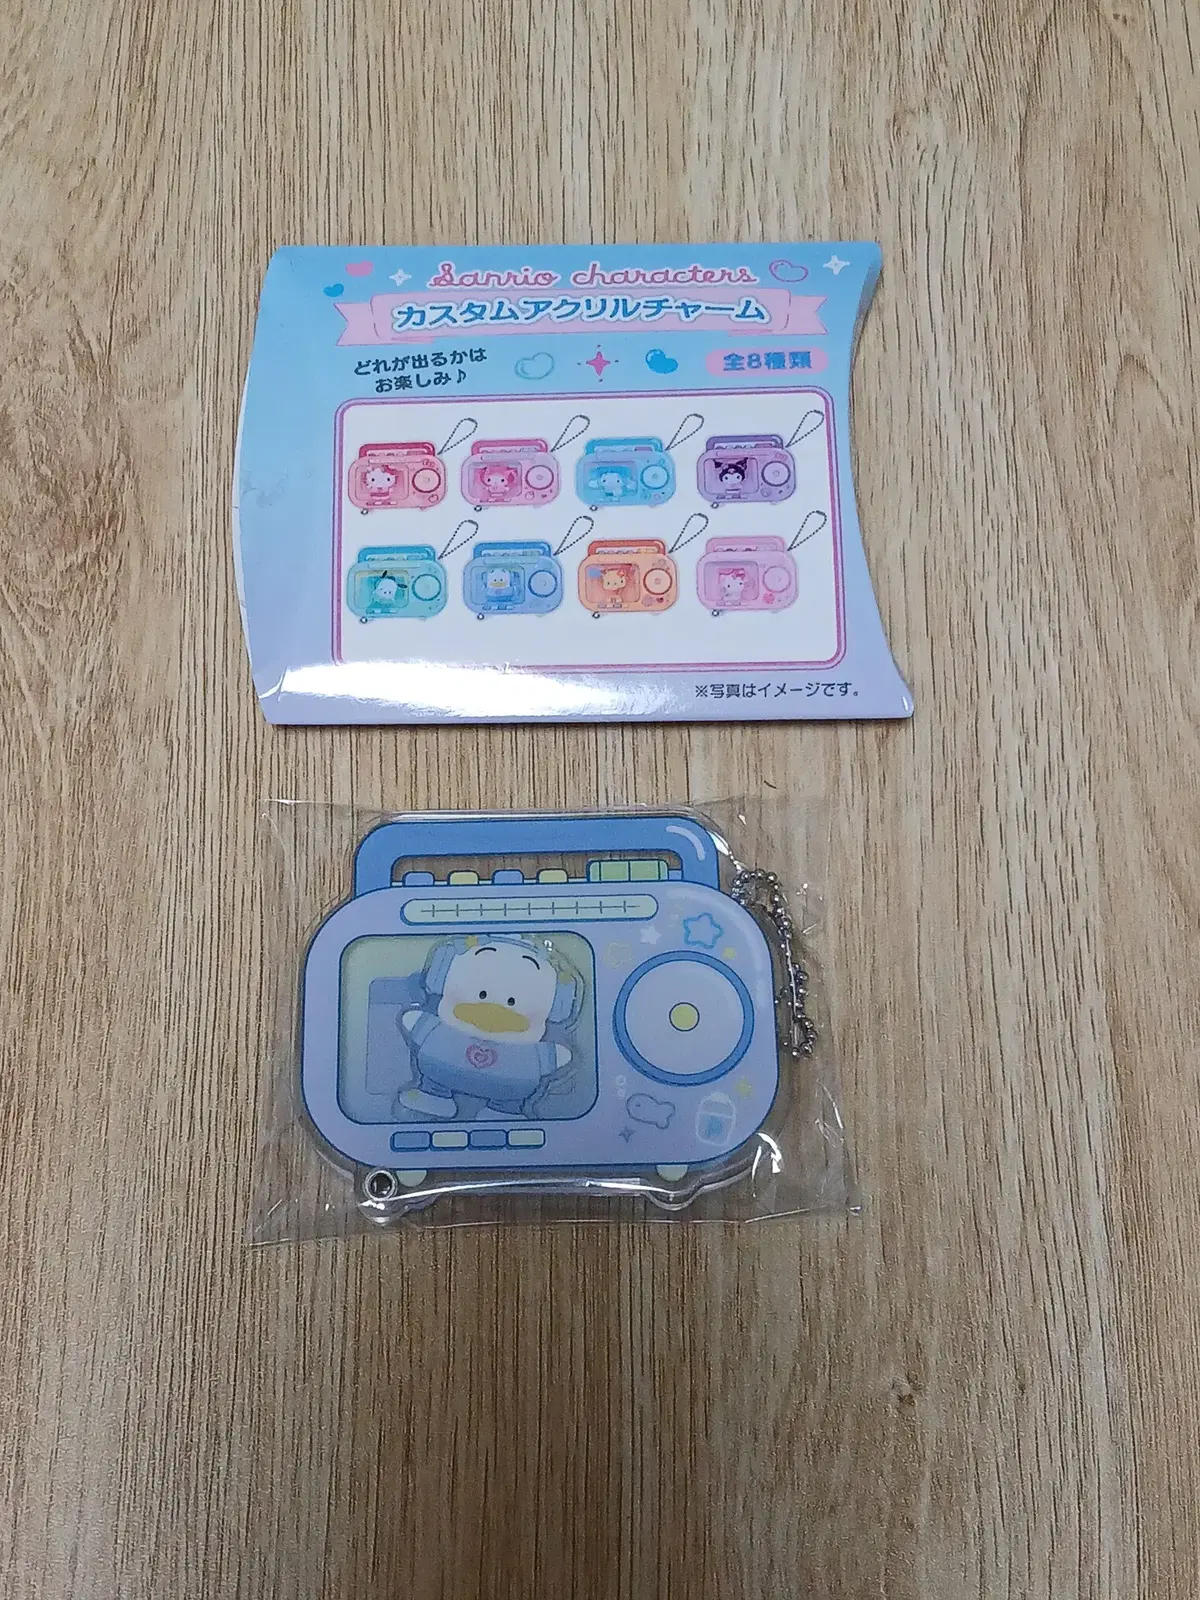 Sanrio characters
カスタムアクリルチャーム
どれが出るかは
お楽しみ♪
全8種類
※写真はイメージです。